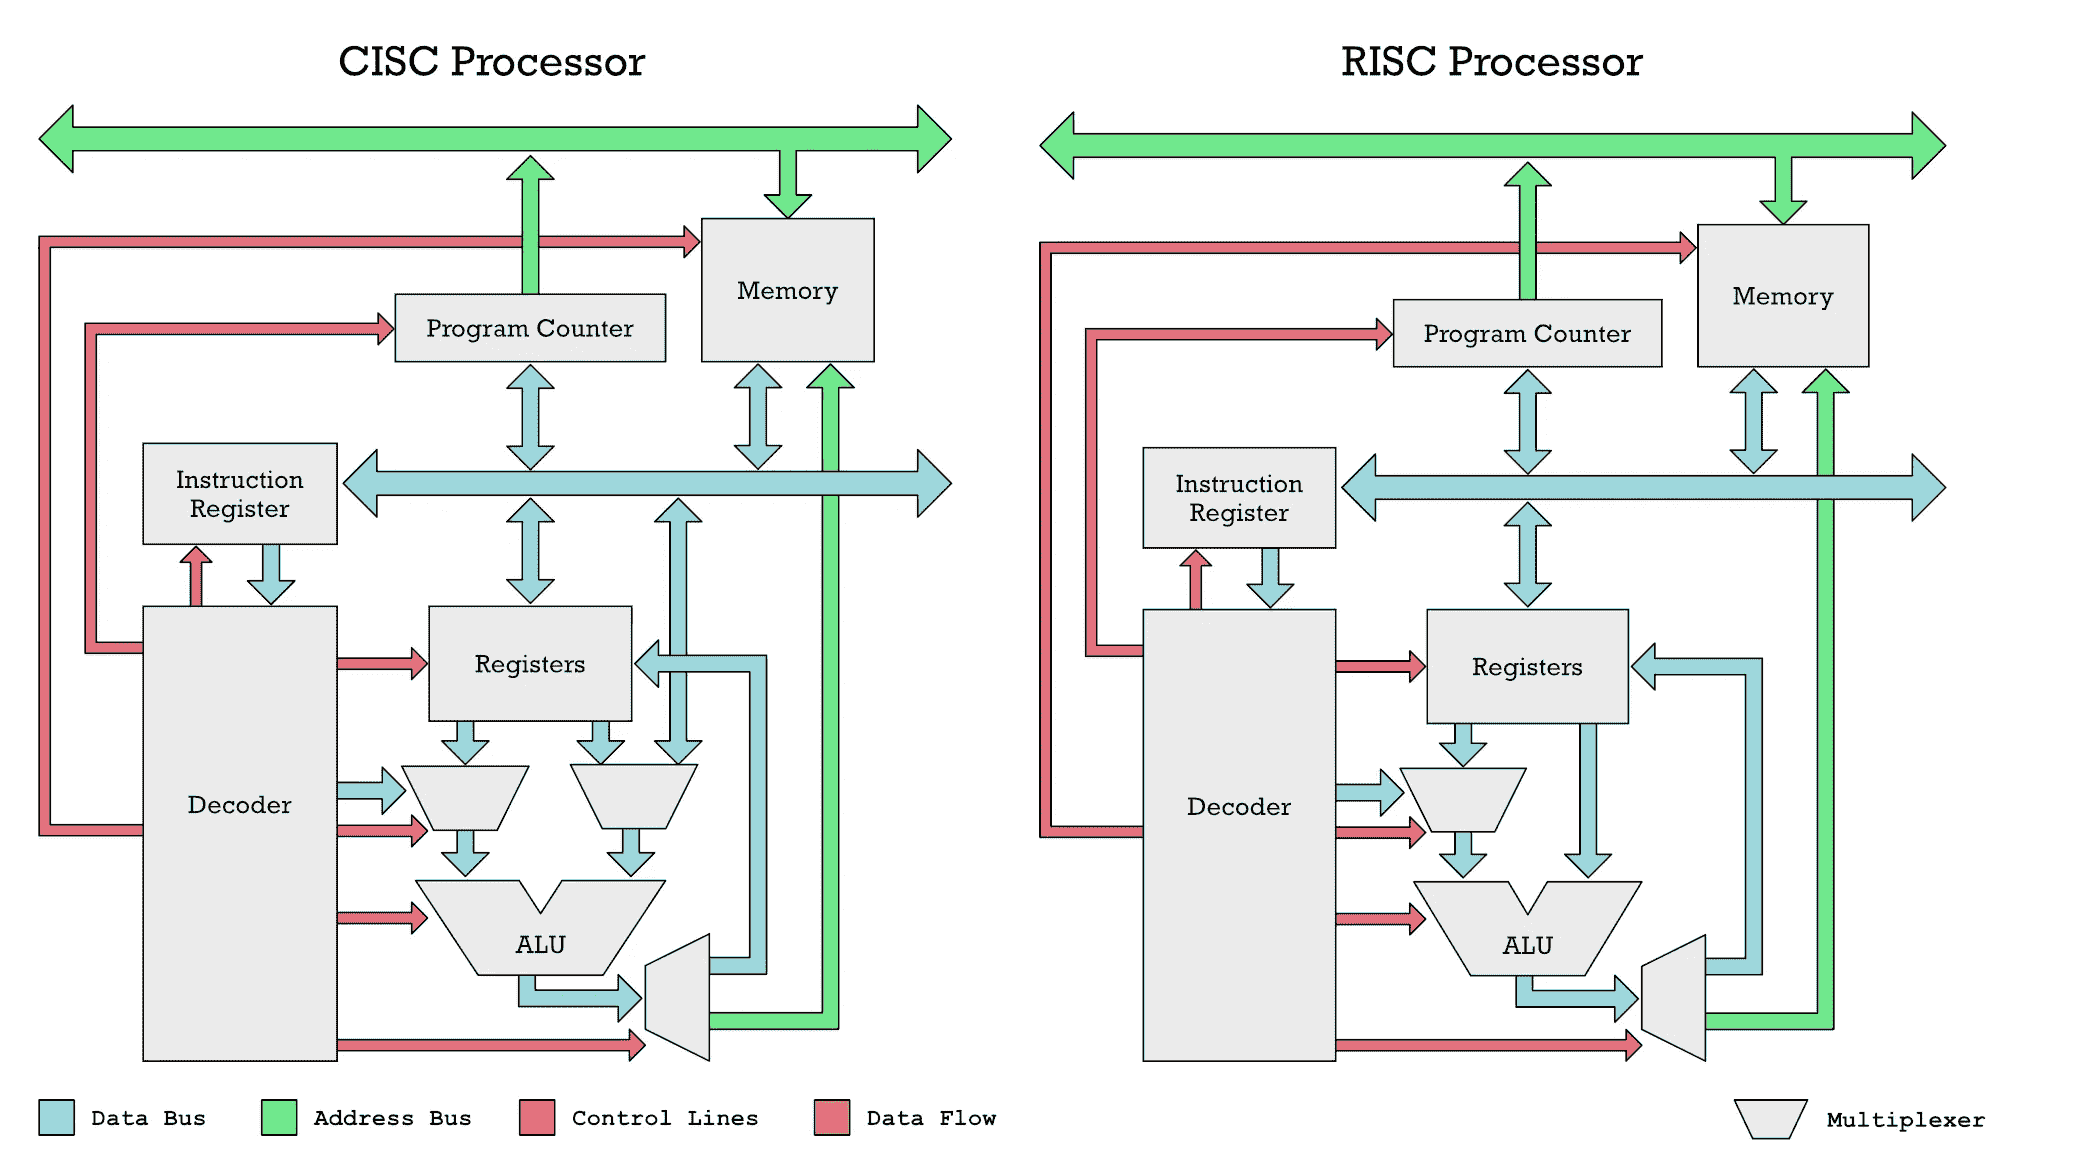 CISC Processor
Memory
Program Counter
Instruction
Register
Registers
Decoder
ALU
RISC Processor
Memory
Program Counter
Instruction
Register
Registers
Decoder
ALU
Data Bus
Address Bus
Control Lines
Data Flow
Multiplexer